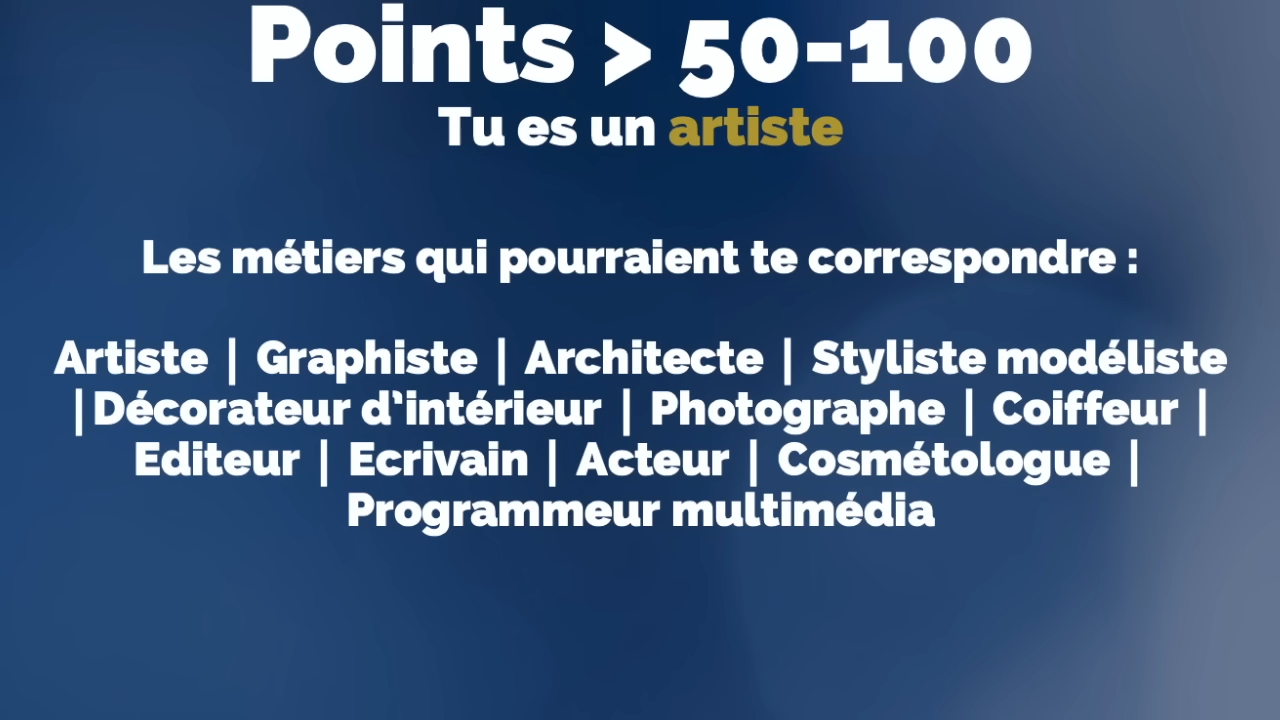 Points > 50-100
Tu es un artiste
Les métiers qui pourraient te correspondre :
Artiste | Graphiste | Architecte | Styliste modéliste
|Décorateur d‵intérieur | Photographe | Coiffeur |
Editeur | Ecrivain | Acteur | Cosmétologue |
Programmeur multimédia